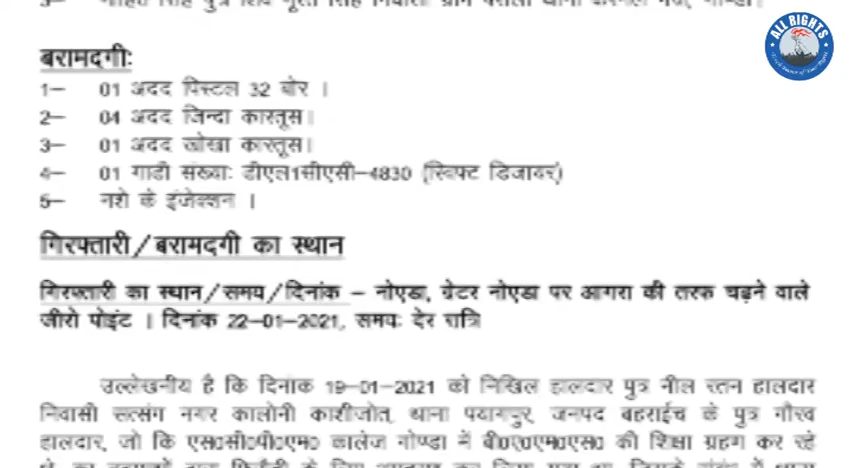 3— मोहित सिंह पुत्र
ALL RIGHTS
बरामदगीः
1— 01 अदद पिस्टल 32 बोर ।
2— 04 अदद जिन्दा कारतूस।
3— 01 अदद खोखा कारतूस।
4— 01 गाडी संख्याः डीएल1सीएसी—4830 (स्विफ्ट डिजायर)
5— नशे के इंजेक्शन ।
गिरफ्तारी/बरामदगी का स्थान
गिरफ्तारी का स्थान/समय/दिनांक – नोएडा, ग्रेटर नोएडा पर आगरा की तरफ चढ़ने वाले
जीरो पोइंट । दिनांक 22—01—2021, समयः देर रात्रि
उल्लेखनीय है कि दिनांक 19—01—2021 को निखिल हालदार पुत्र नील रतन हालदार
निवासी सत्संग नगर कालोनी काशीजोत, थाना पयागपुर, जनपद बहराईच के पुत्र गौरव
हालदार, जो कि एस0सी0पी0एम0 कालेज गोण्डा में बी0ए0एम0एस0 की शिक्षा ग्रहण कर रहे